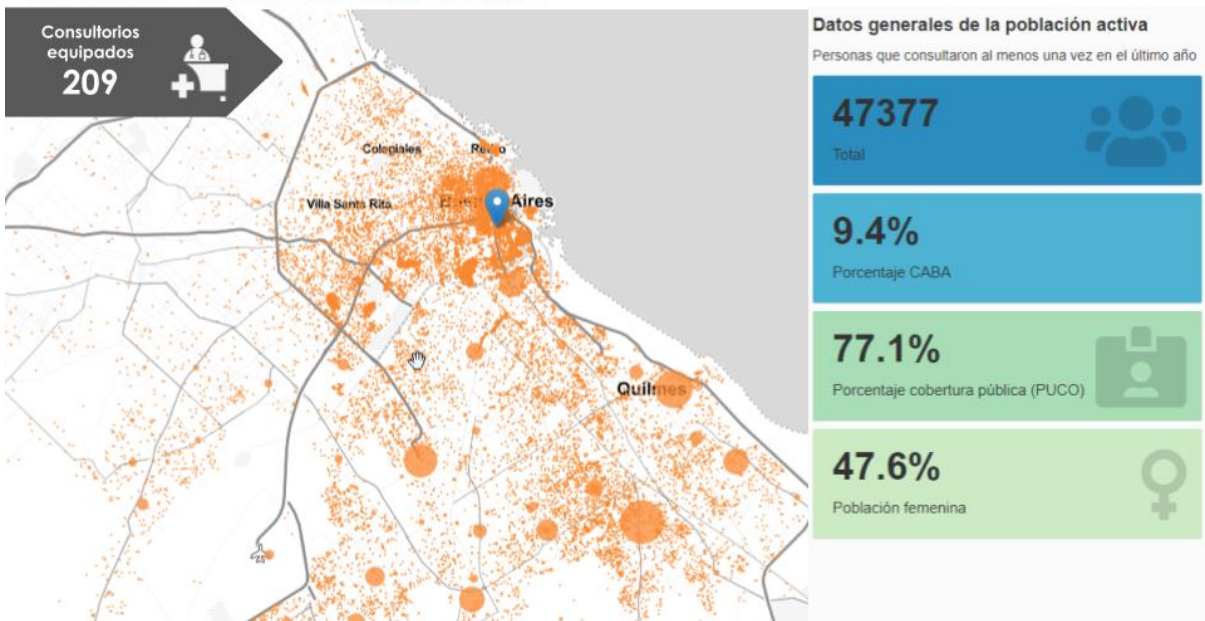 Consultorios
equipados
209
Colegiales
Villa Santa Rita
Aires
Quilmes
Datos generales de la población activa
Personas que consultaron al menos una vez en el último año
47377
Total
9.4%
Porcentaje CABA
77.1%
Porcentaje cobertura pública (PUCO)
47.6%
Población femenina